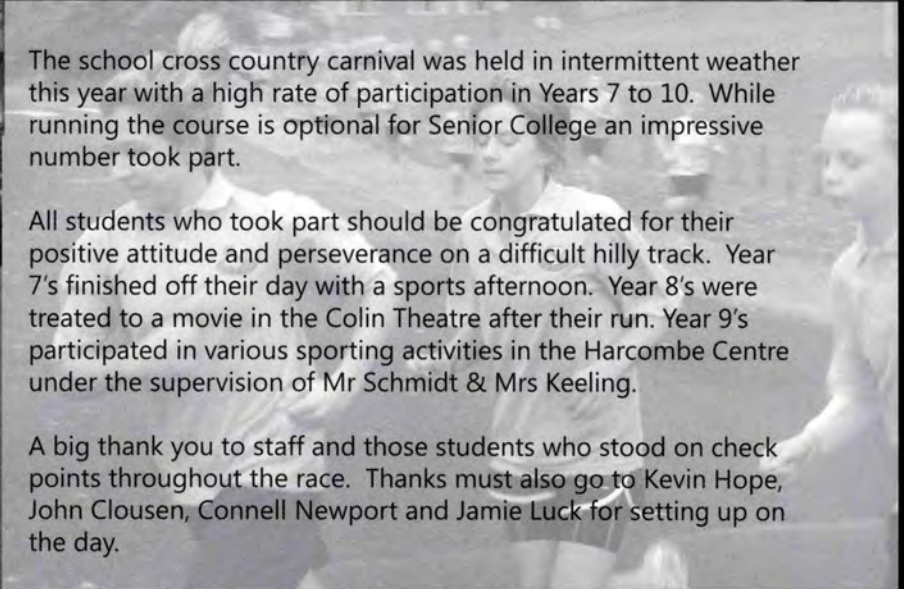 The school cross country carnival was held in intermittent weather
this year with a high rate of participation in Years 7 to 10.  While
running the course is optional for Senior College an impressive
number took part.

All students who took part should be congratulated for their
positive attitude and perseverance on a difficult hilly track.  Year
7's finished off their day with a sports afternoon.  Year 8's were
treated to a movie in the Colin Theatre after their run. Year 9's
participated in various sporting activities in the Harcombe Centre
under the supervision of Mr Schmidt & Mrs Keeling.

A big thank you to staff and those students who stood on check
points throughout the race.  Thanks must also go to Kevin Hope,
John Clousen, Connell Newport and Jamie Luck for setting up on
the day.